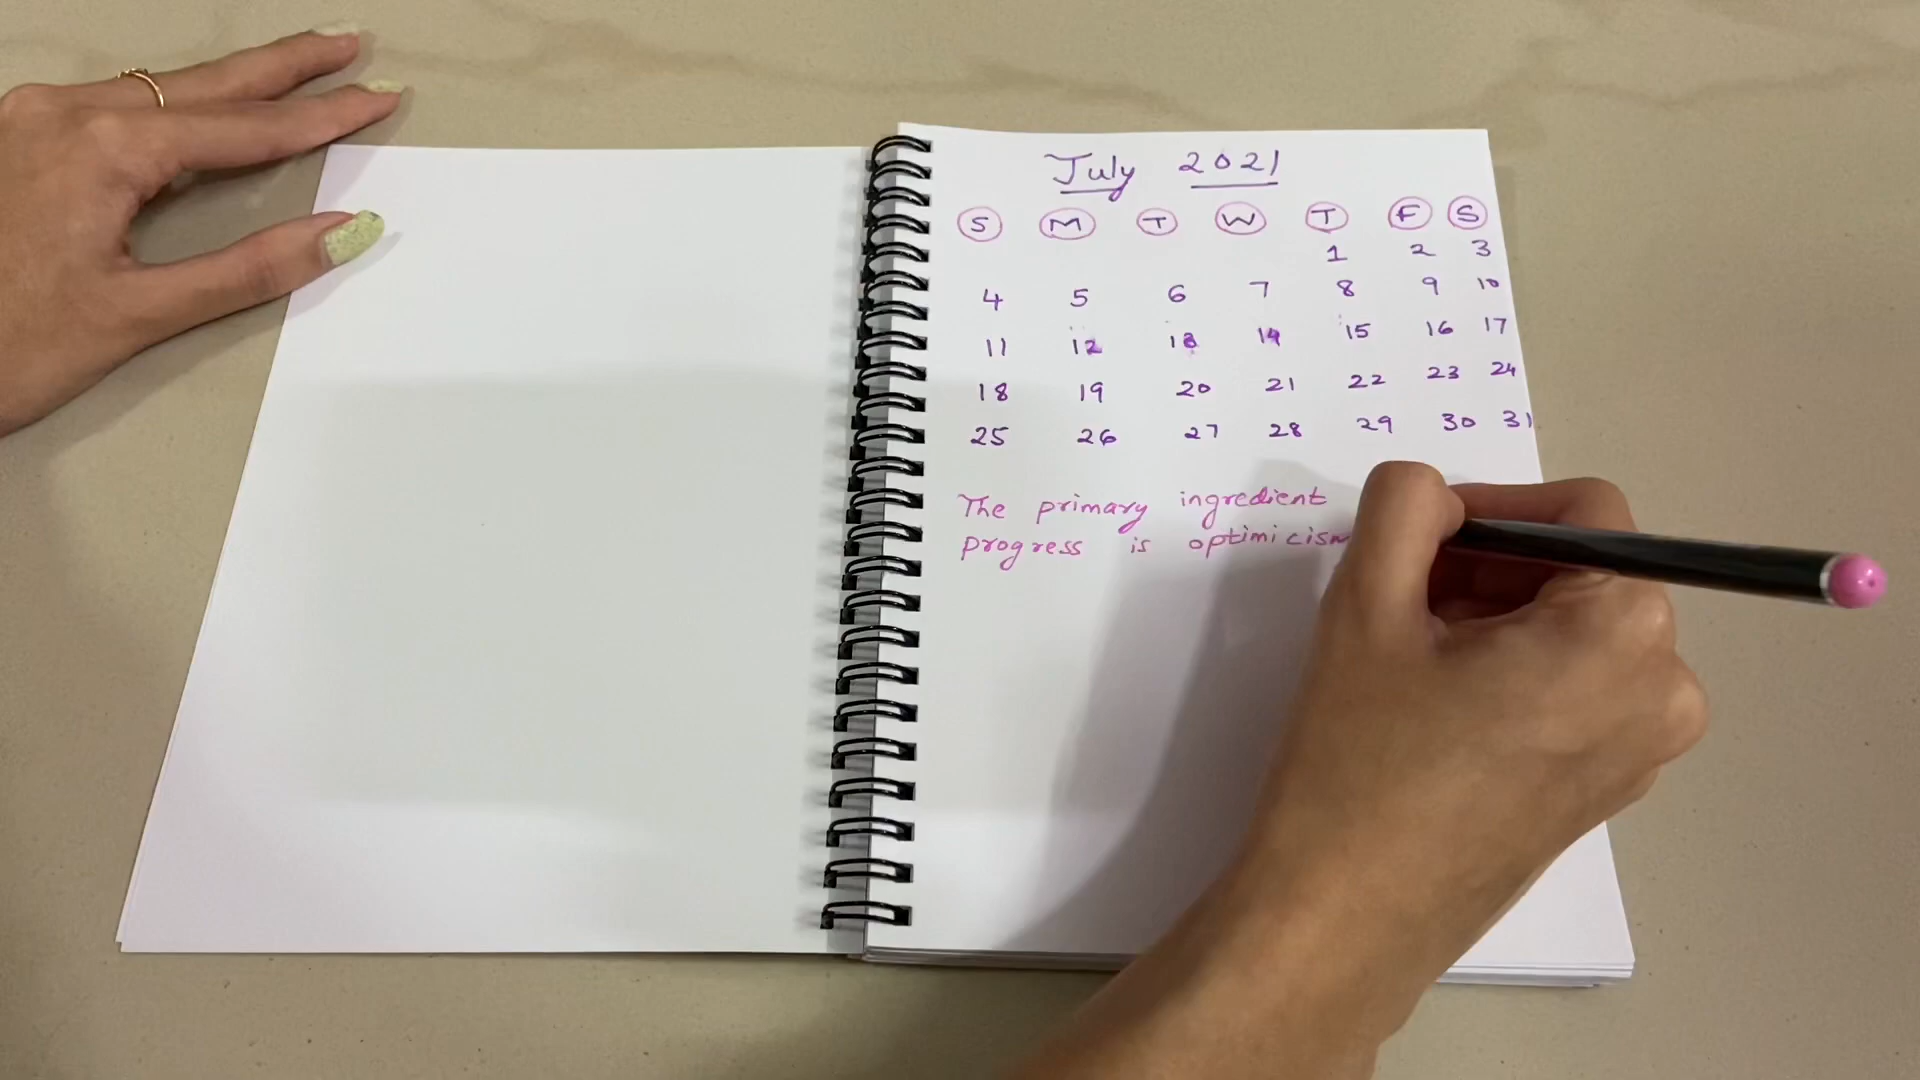 July 2021
S M T W T F S
1 2 3
4 5 6 7 8 9 10
11 12 13 14 15 16 17
18 19 20 21 22 23 24
25 26 27 28 29 30 31
The primary ingredient
progress is optimicism